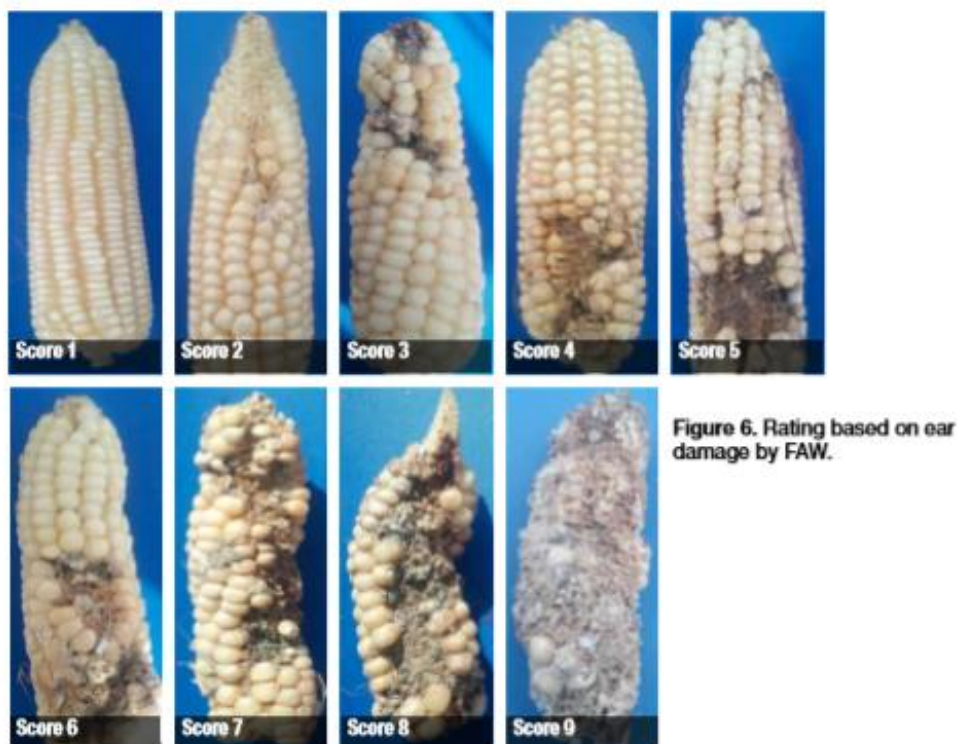 Score 1
Score 2
Score 3
Score 4
Score 5
Score 6
Score 7
Score 8
Score 9
Figure 6. Rating based on ear
damage by FAW.